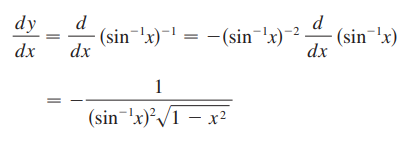 dy/dx = d/dx (sin⁻¹x)⁻¹ = −(sin⁻¹x)⁻² d/dx (sin⁻¹x)
= − 1/((sin⁻¹x)²√(1 − x²))